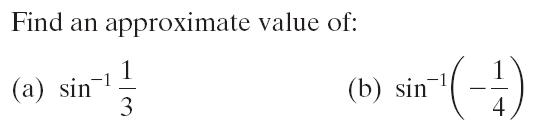 Find an approximate value of:
(a) sin⁻¹ 1/3 (b) sin⁻¹(−1/4)